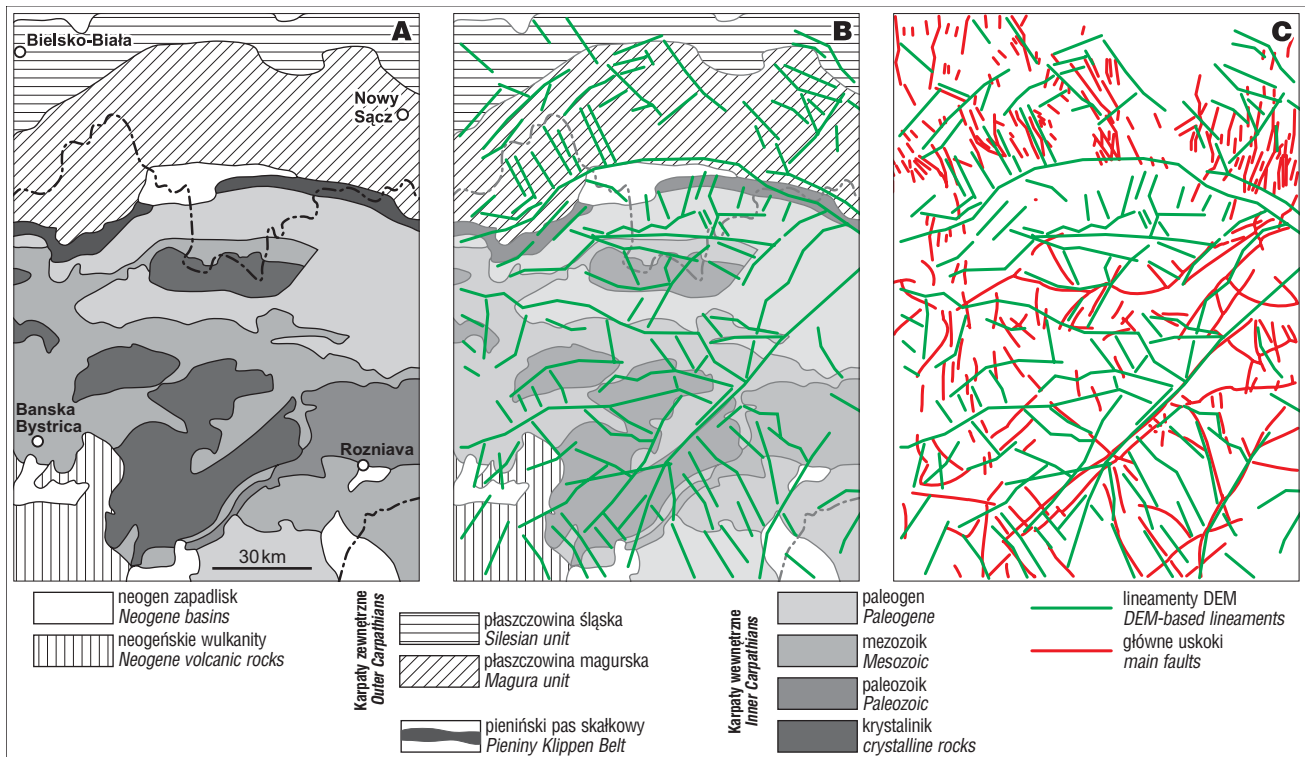 A
Bielsko-Biała
Nowy
Sącz
Banska
Bystrica
Rozniava
30 km
B
C
neogen zapadlisk
Neogene basins
neogeńskie wulkanity
Neogene volcanic rocks
Karpaty zewnętrzne
Outer Carpathians
płaszczowina śląska
Silesian unit
płaszczowina magurska
Magura unit
pieniński pas skałkowy
Pieniny Klippen Belt
Karpaty wewnętrzne
Inner Carpathians
paleogen
Paleogene
mezozoik
Mesozoic
paleozoik
Paleozoic
krystalinik
crystalline rocks
lineamenty DEM
DEM-based lineaments
główne uskoki
main faults